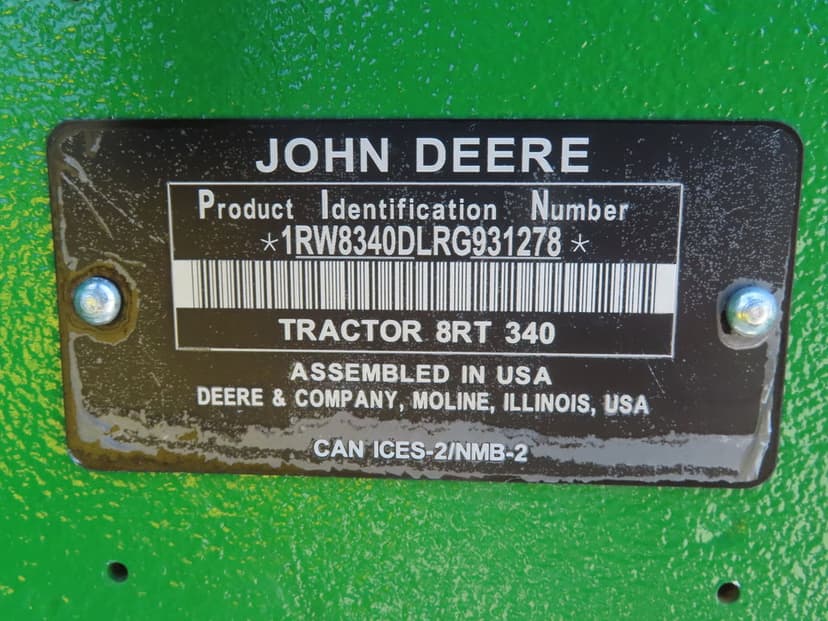 JOHN DEERE
Product Identification Number
*1RW8340DLRG931278*
TRACTOR 8RT 340
ASSEMBLED IN USA
DEERE & COMPANY, MOLINE, ILLINOIS, USA
CAN ICES-2/NMB-2